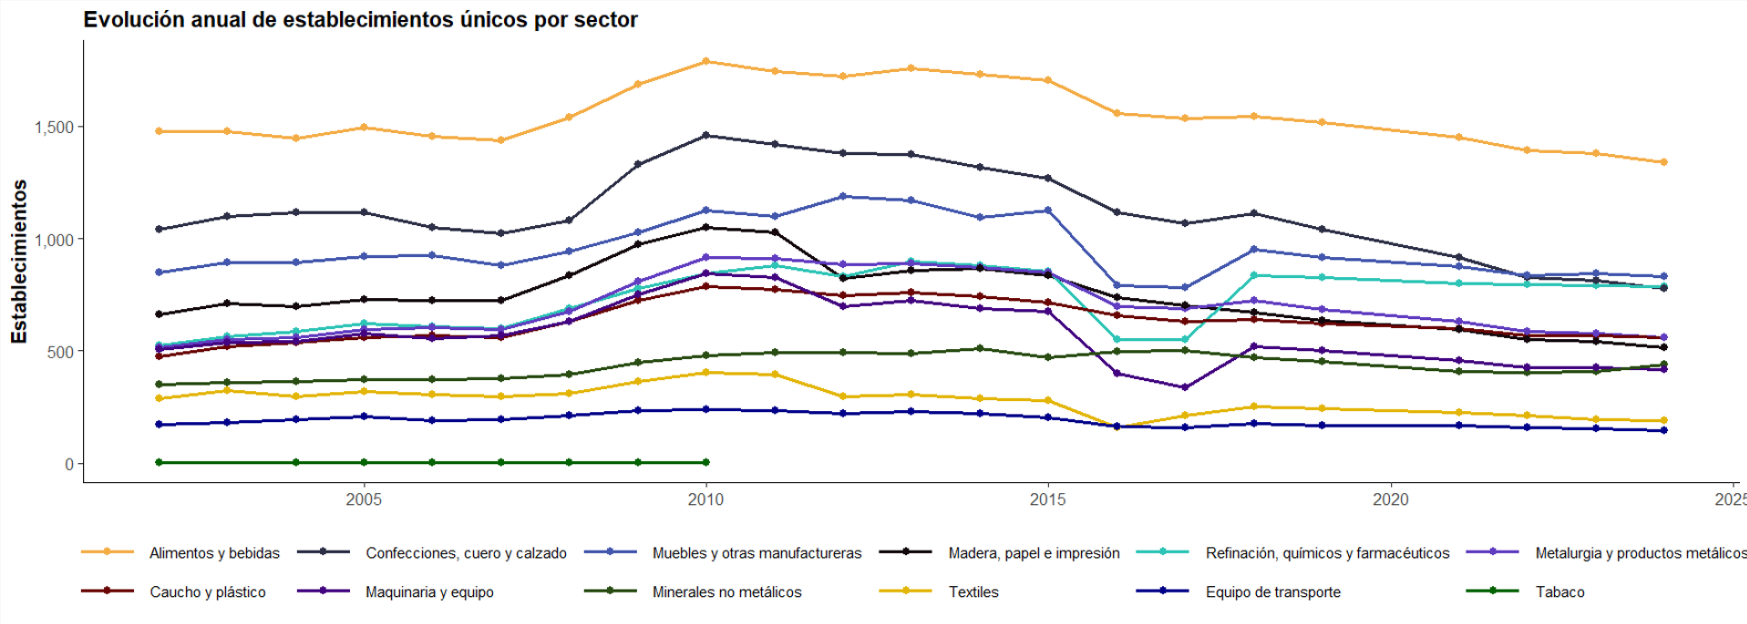 Evolución anual de establecimientos únicos por sector
Establecimientos
1,500
1,000
500
0
2005 2010 2015 2020 2025
Alimentos y bebidas Confecciones, cuero y calzado Muebles y otras manufactureras Madera, papel e impresión Refinación, químicos y farmacéuticos Metalurgia y productos metálicos
Caucho y plástico Maquinaria y equipo Minerales no metálicos Textiles Equipo de transporte Tabaco